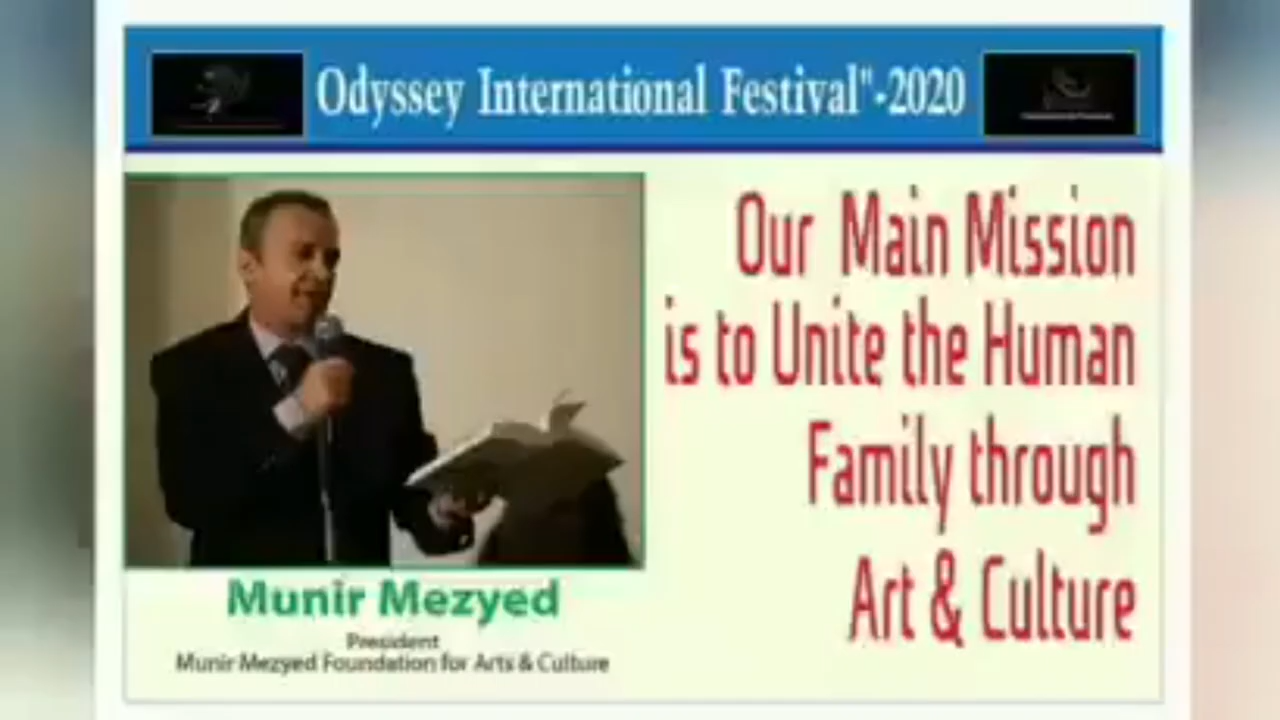 Odyssey International Festival"-2020
Our Main Mission
is to Unite the Human
Family through
Art & Culture
Munir Mezyed
President
Munir Mezyed Foundation for Arts & Culture